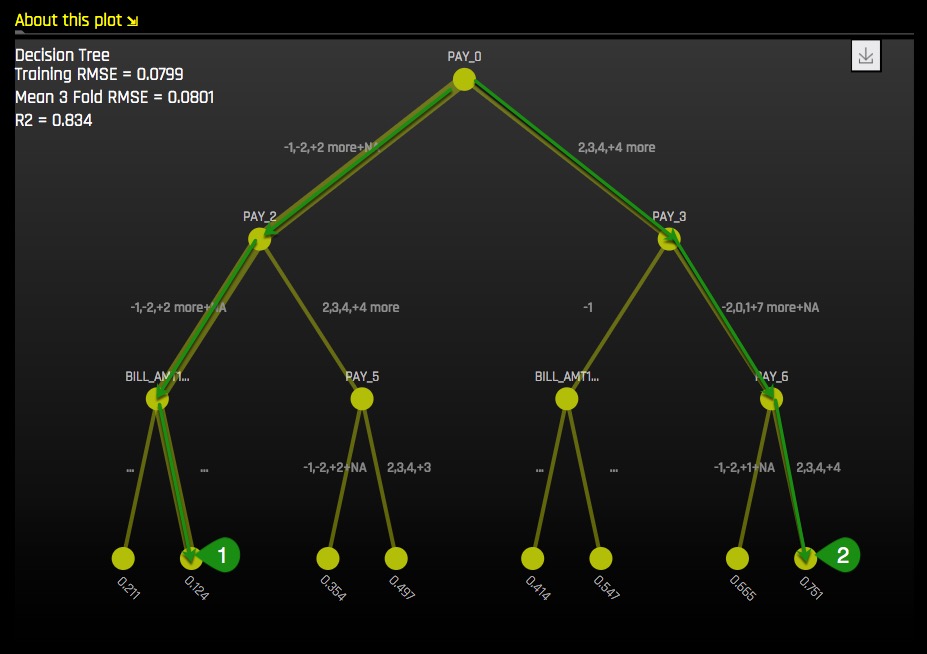 About this plot ⇲
Decision Tree
Training RMSE = 0.0799
Mean 3 Fold RMSE = 0.0801
R2 = 0.834
PAY_0
-1,-2,+2 more+NA
2,3,4,+4 more
PAY_2
PAY_3
-1,-2,+2 more+NA
2,3,4,+4 more
-1
-2,0,1+7 more+NA
BILL_AMT1...
PAY_5
BILL_AMT1...
PAY_6
...
...
-1,-2,+2+NA
2,3,4,+3
...
...
-1,-2,+1+NA
2,3,4,+4
1
2
0.211
0.124
0.354
0.497
0.414
0.547
0.665
0.751